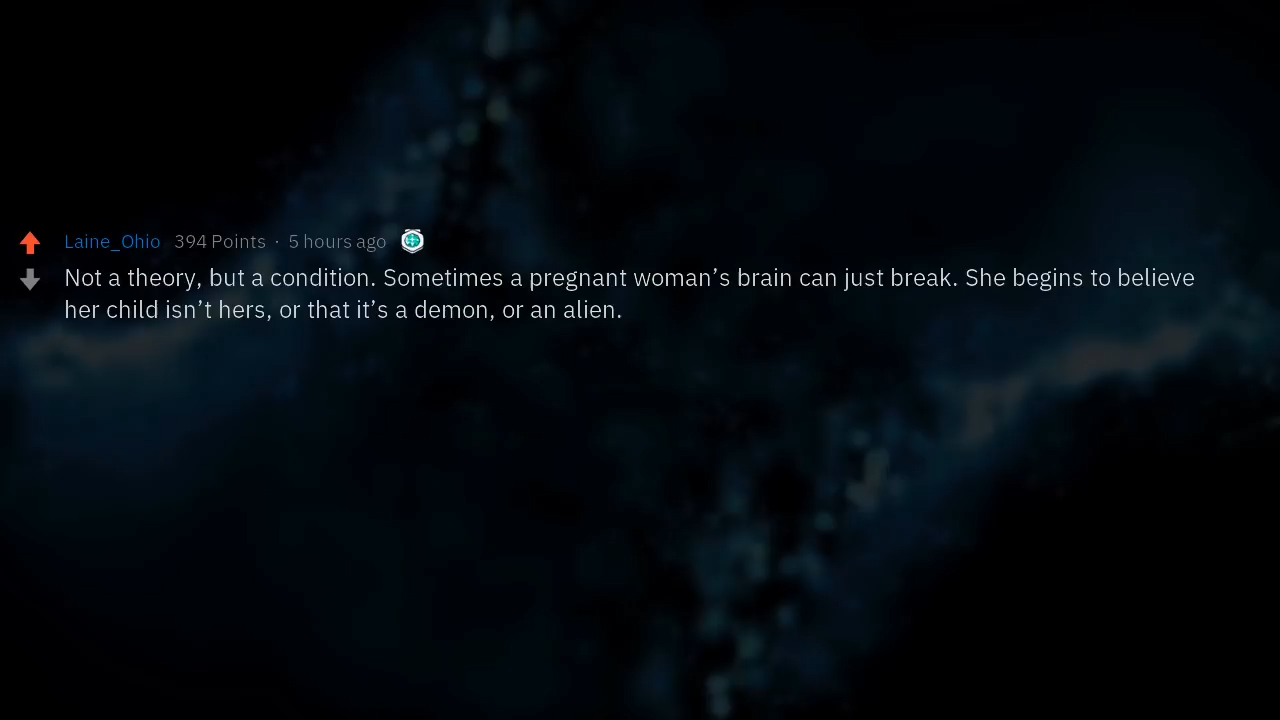 Laine_Ohio 394 Points · 5 hours ago
Not a theory, but a condition. Sometimes a pregnant woman’s brain can just break. She begins to believe
her child isn’t hers, or that it’s a demon, or an alien.